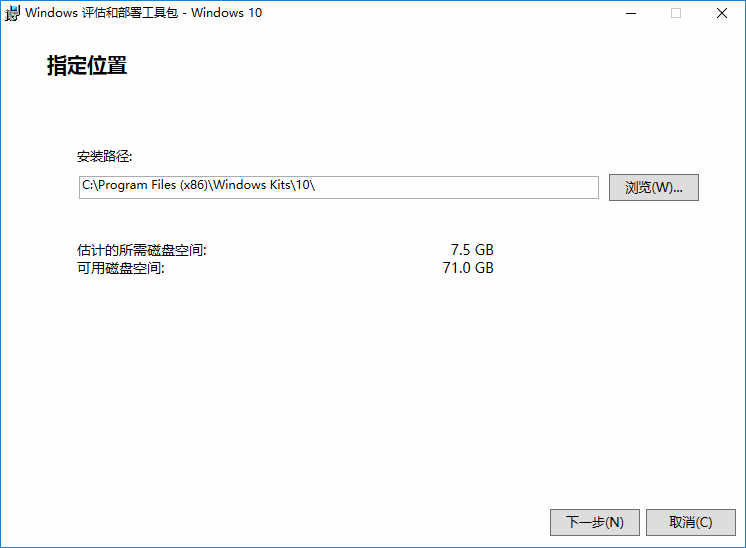 Windows 评估和部署工具包 - Windows 10
指定位置
安装路径:
C:\Program Files (x86)\Windows Kits\10\
浏览(W)...
估计的所需磁盘空间: 7.5 GB
可用磁盘空间: 71.0 GB
下一步(N) 取消(C)